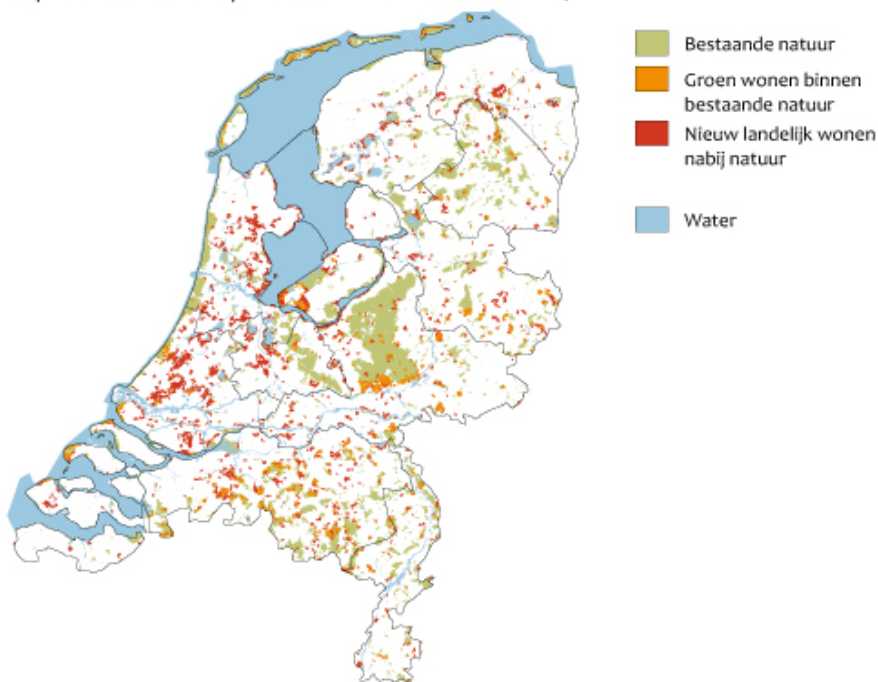 Bestaande natuur
Groen wonen binnen
bestaande natuur
Nieuw landelijk wonen
nabij natuur
Water